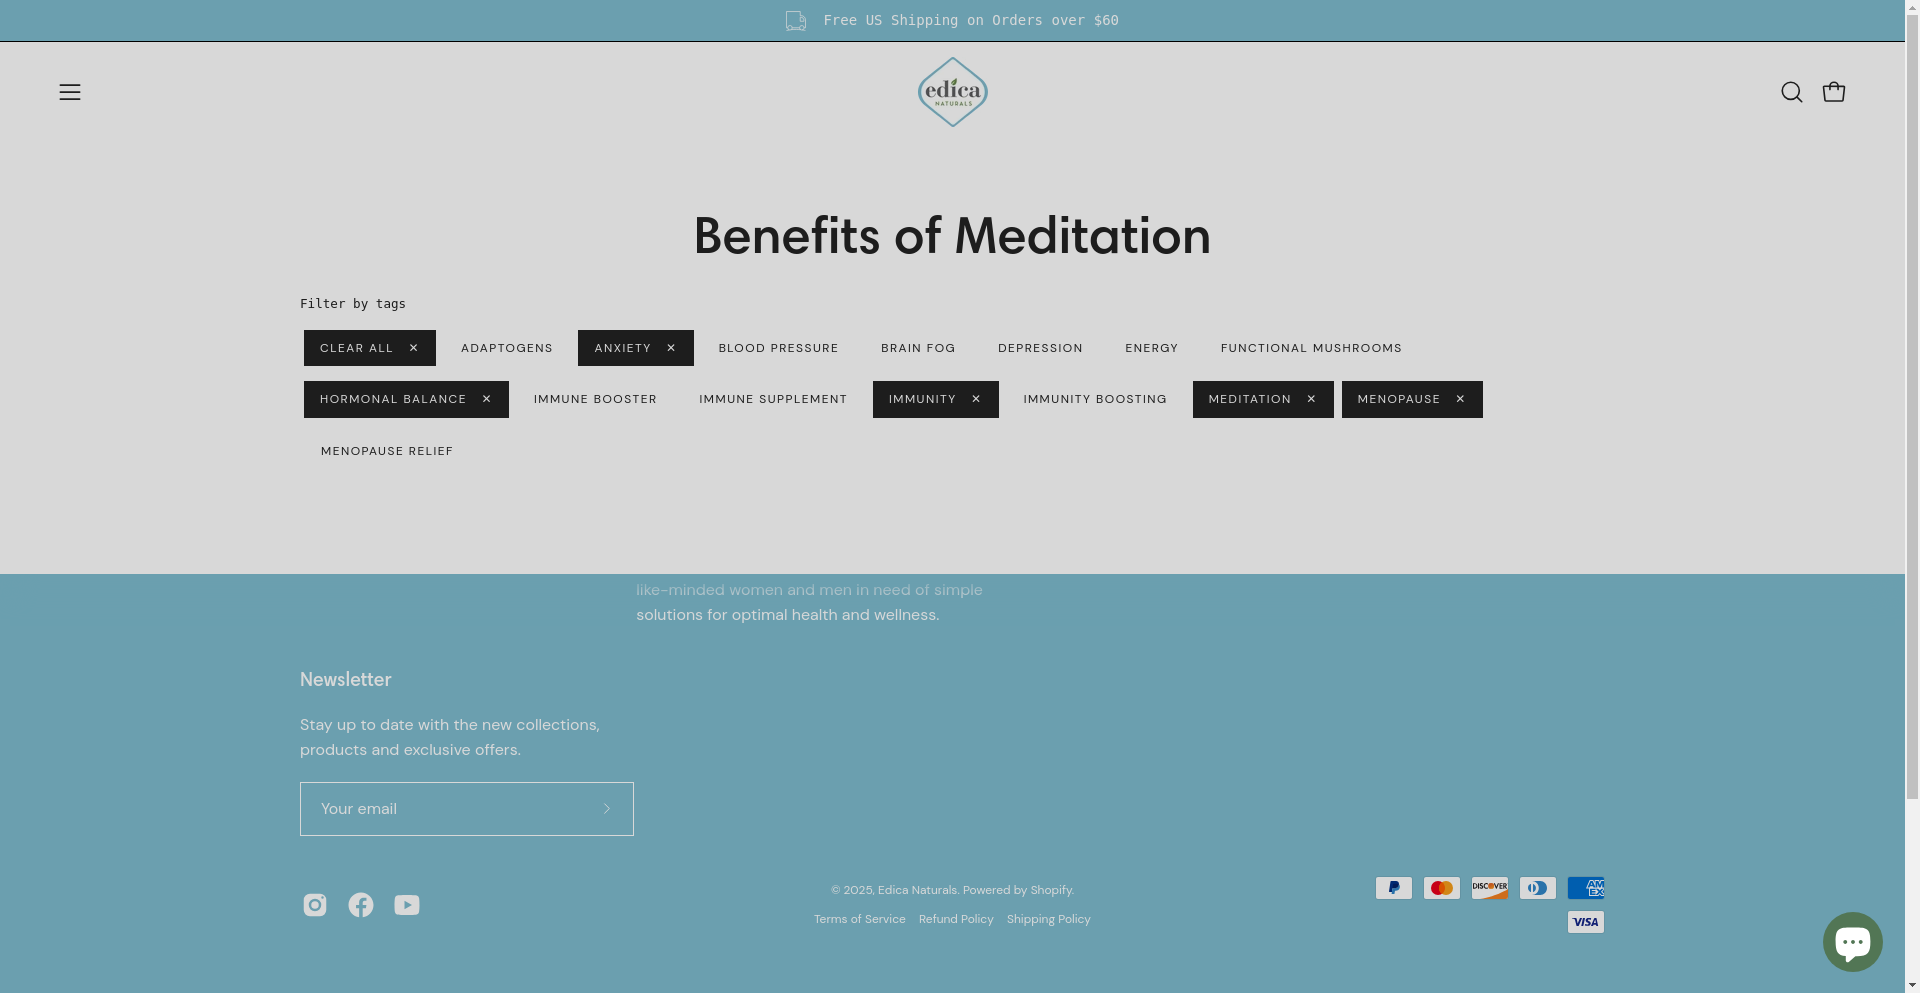 Free US Shipping on Orders over $60
edica
NATURALS
Benefits of Meditation
Filter by tags
CLEAR ALL ✕ ADAPTOGENS ANXIETY ✕ BLOOD PRESSURE BRAIN FOG DEPRESSION ENERGY FUNCTIONAL MUSHROOMS
HORMONAL BALANCE ✕ IMMUNE BOOSTER IMMUNE SUPPLEMENT IMMUNITY ✕ IMMUNITY BOOSTING MEDITATION ✕ MENOPAUSE ✕
MENOPAUSE RELIEF
like-minded women and men in need of simple
solutions for optimal health and wellness.
Newsletter
Stay up to date with the new collections,
products and exclusive offers.
Your email
© 2025, Edica Naturals. Powered by Shopify.
Terms of Service Refund Policy Shipping Policy
DISCOVER
AM
EX
VISA